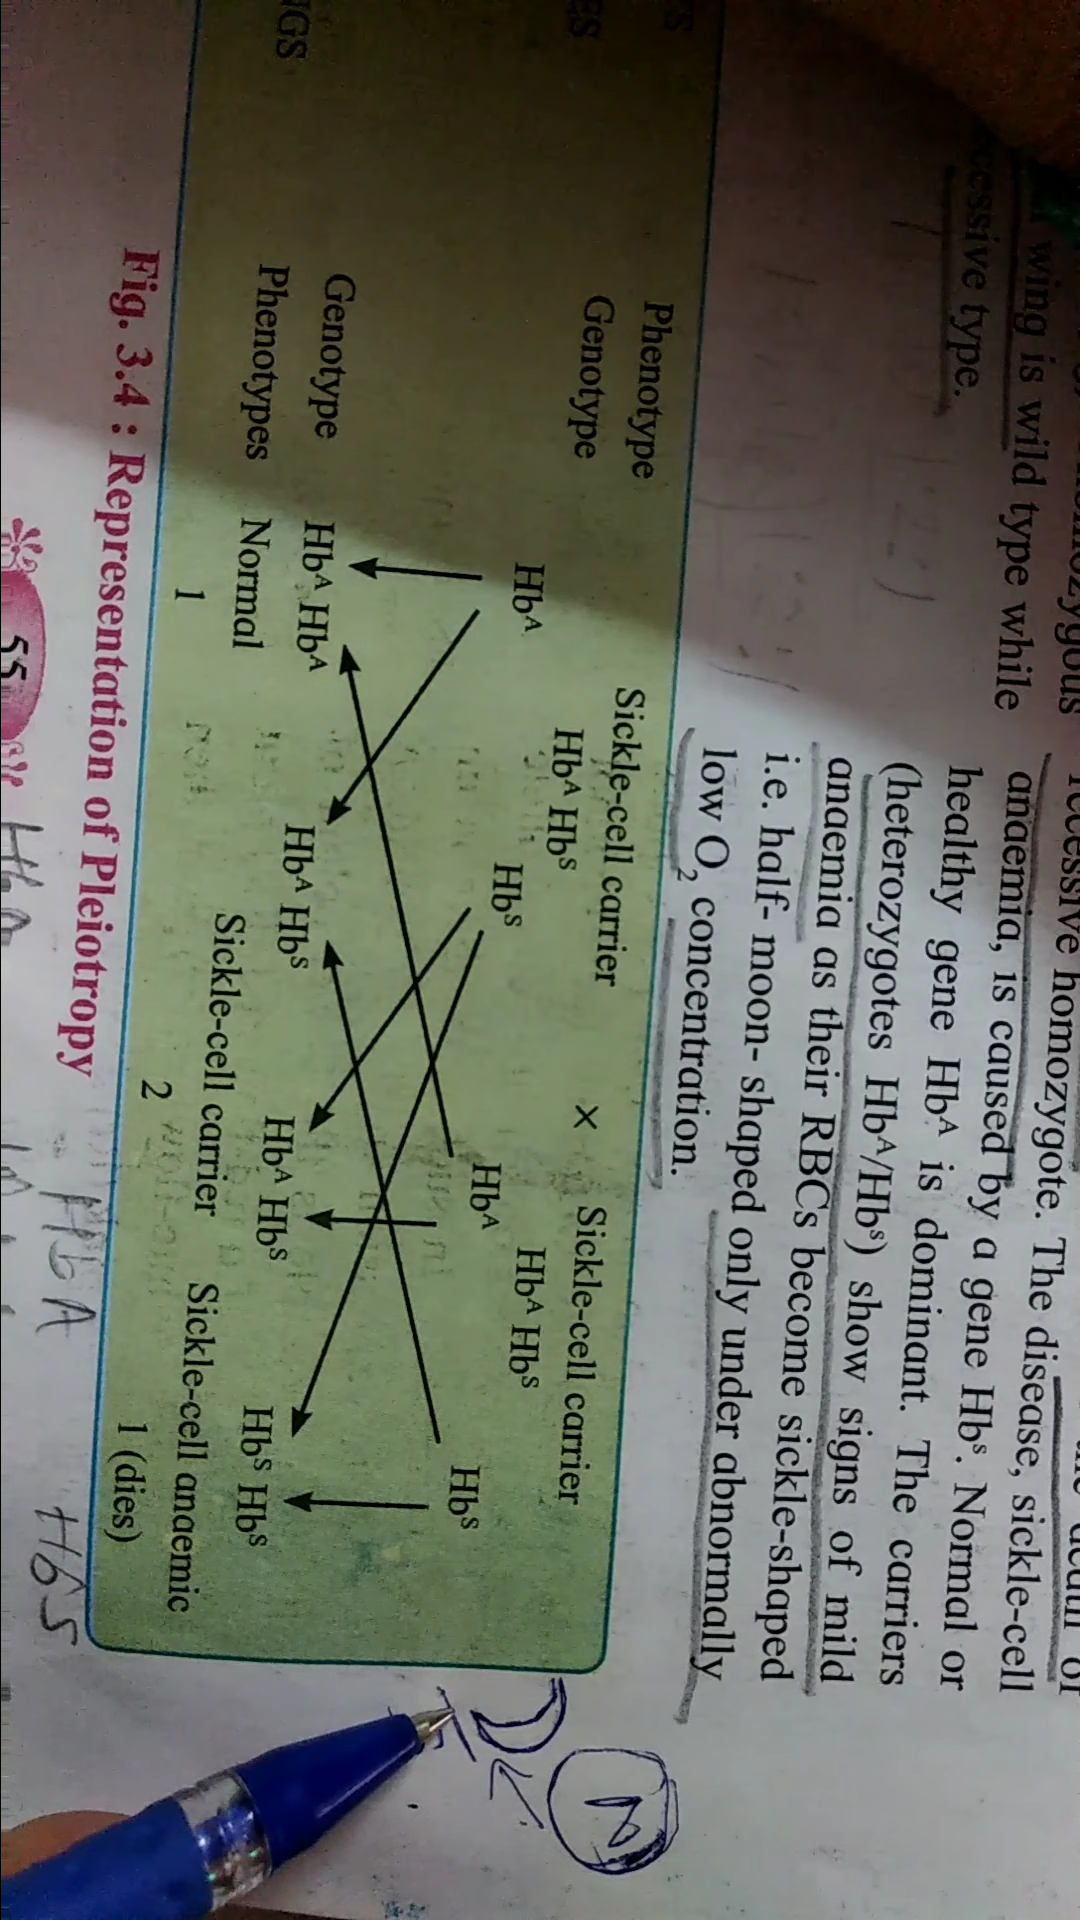 wing is wild type while
essive type.
recessive homozygote. The disease, sickle-cell
anaemia, is caused by a gene Hbˢ. Normal or
healthy gene Hbᴬ is dominant. The carriers
(heterozygotes Hbᴬ/Hbˢ) show signs of mild
anaemia as their RBCs become sickle-shaped
i.e. half- moon- shaped only under abnormally
low O₂ concentration.
Phenotype Sickle-cell carrier × Sickle-cell carrier
Genotype Hbᴬ Hbˢ Hbᴬ Hbˢ
Hbᴬ Hbˢ Hbᴬ Hbˢ
Genotype Hbᴬ Hbᴬ Hbᴬ Hbˢ Hbᴬ Hbˢ Hbˢ Hbˢ
Phenotypes Normal Sickle-cell carrier Sickle-cell anaemic
1 2 1 (dies)
Fig. 3.4 : Representation of Pleiotropy
55
N
HbA
HbS